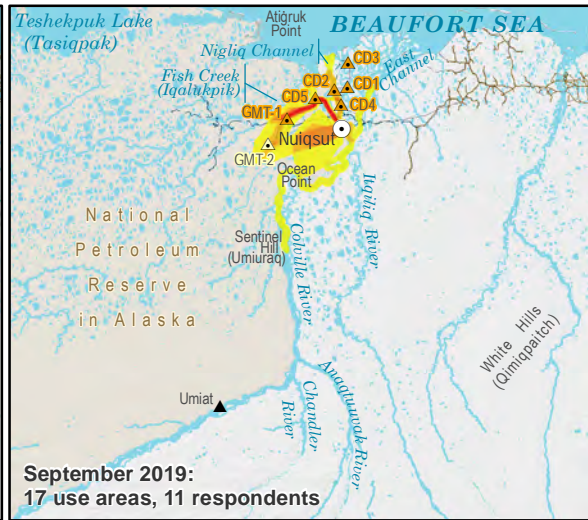 Teshekpuk Lake
(Tasiqpak)
Atiġruk
Point
BEAUFORT SEA
Nigliq Channel
Fish Creek
(Iqalukpik)
East
Channel
CD3
CD2
CD1
CD5
CD4
GMT-1
Nuiqsut
GMT-2
Ocean
Point
Itqiliq River
National
Petroleum
Reserve
in Alaska
Sentinel
Hill
(Umiuraq)
Colville River
White Hills
(Qimiqpaitch)
Umiat
Chandler
River
Anaqtuuvak River
September 2019:
17 use areas, 11 respondents